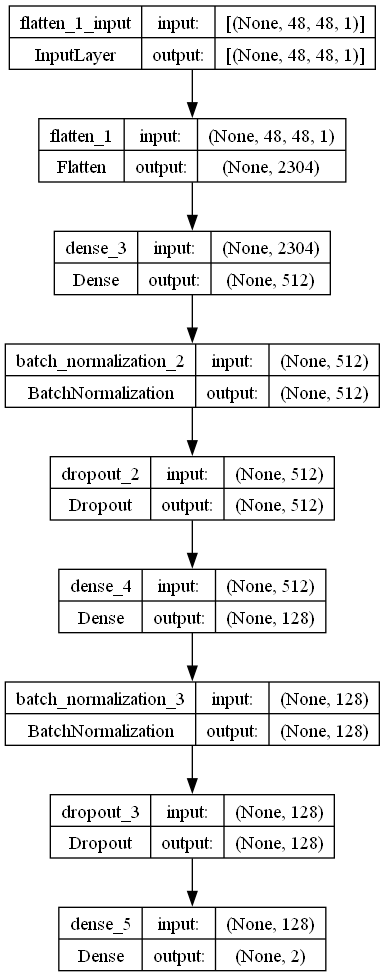 flatten_1_input input: [(None, 48, 48, 1)]
InputLayer output: [(None, 48, 48, 1)]
flatten_1 input: (None, 48, 48, 1)
Flatten output: (None, 2304)
dense_3 input: (None, 2304)
Dense output: (None, 512)
batch_normalization_2 input: (None, 512)
BatchNormalization output: (None, 512)
dropout_2 input: (None, 512)
Dropout output: (None, 512)
dense_4 input: (None, 512)
Dense output: (None, 128)
batch_normalization_3 input: (None, 128)
BatchNormalization output: (None, 128)
dropout_3 input: (None, 128)
Dropout output: (None, 128)
dense_5 input: (None, 128)
Dense output: (None, 2)